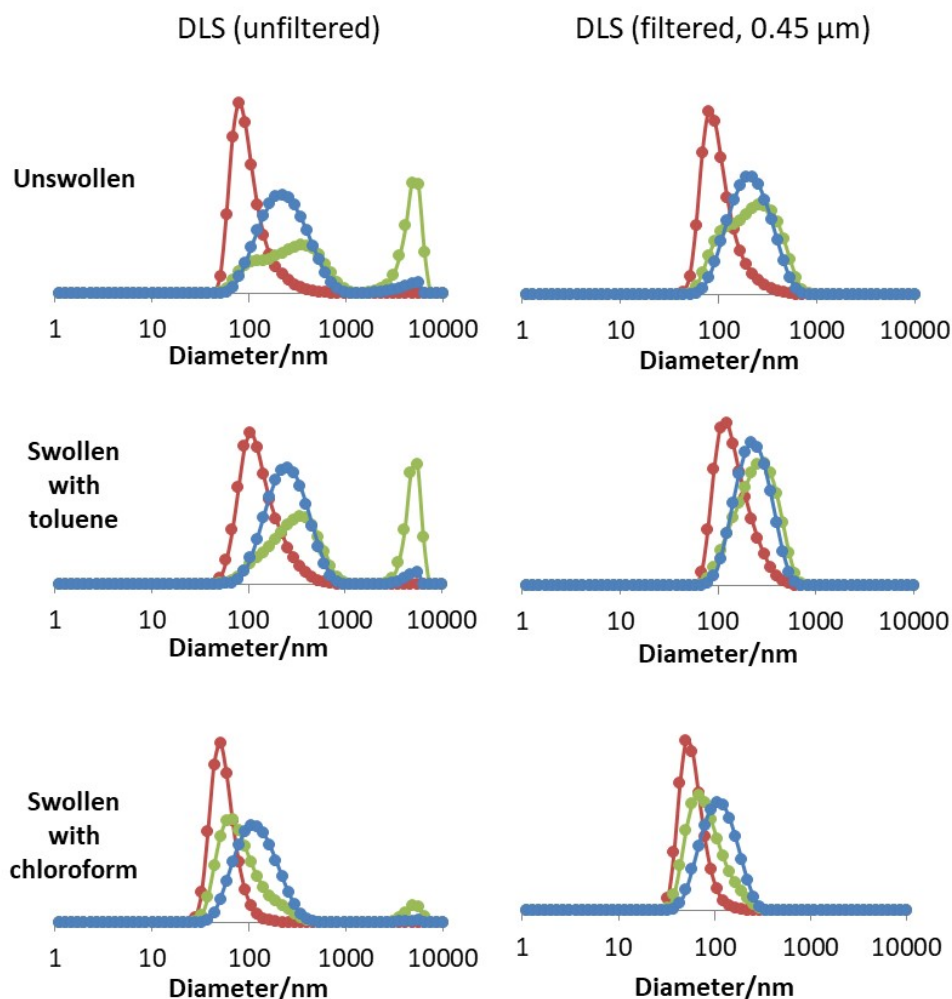 DLS (unfiltered)
DLS (filtered, 0.45 µm)
Unswollen
1 10 100 1000 10000
Diameter/nm
1 10 100 1000 10000
Diameter/nm
Swollen
with
toluene
1 10 100 1000 10000
Diameter/nm
1 10 100 1000 10000
Diameter/nm
Swollen
with
chloroform
1 10 100 1000 10000
Diameter/nm
1 10 100 1000 10000
Diameter/nm